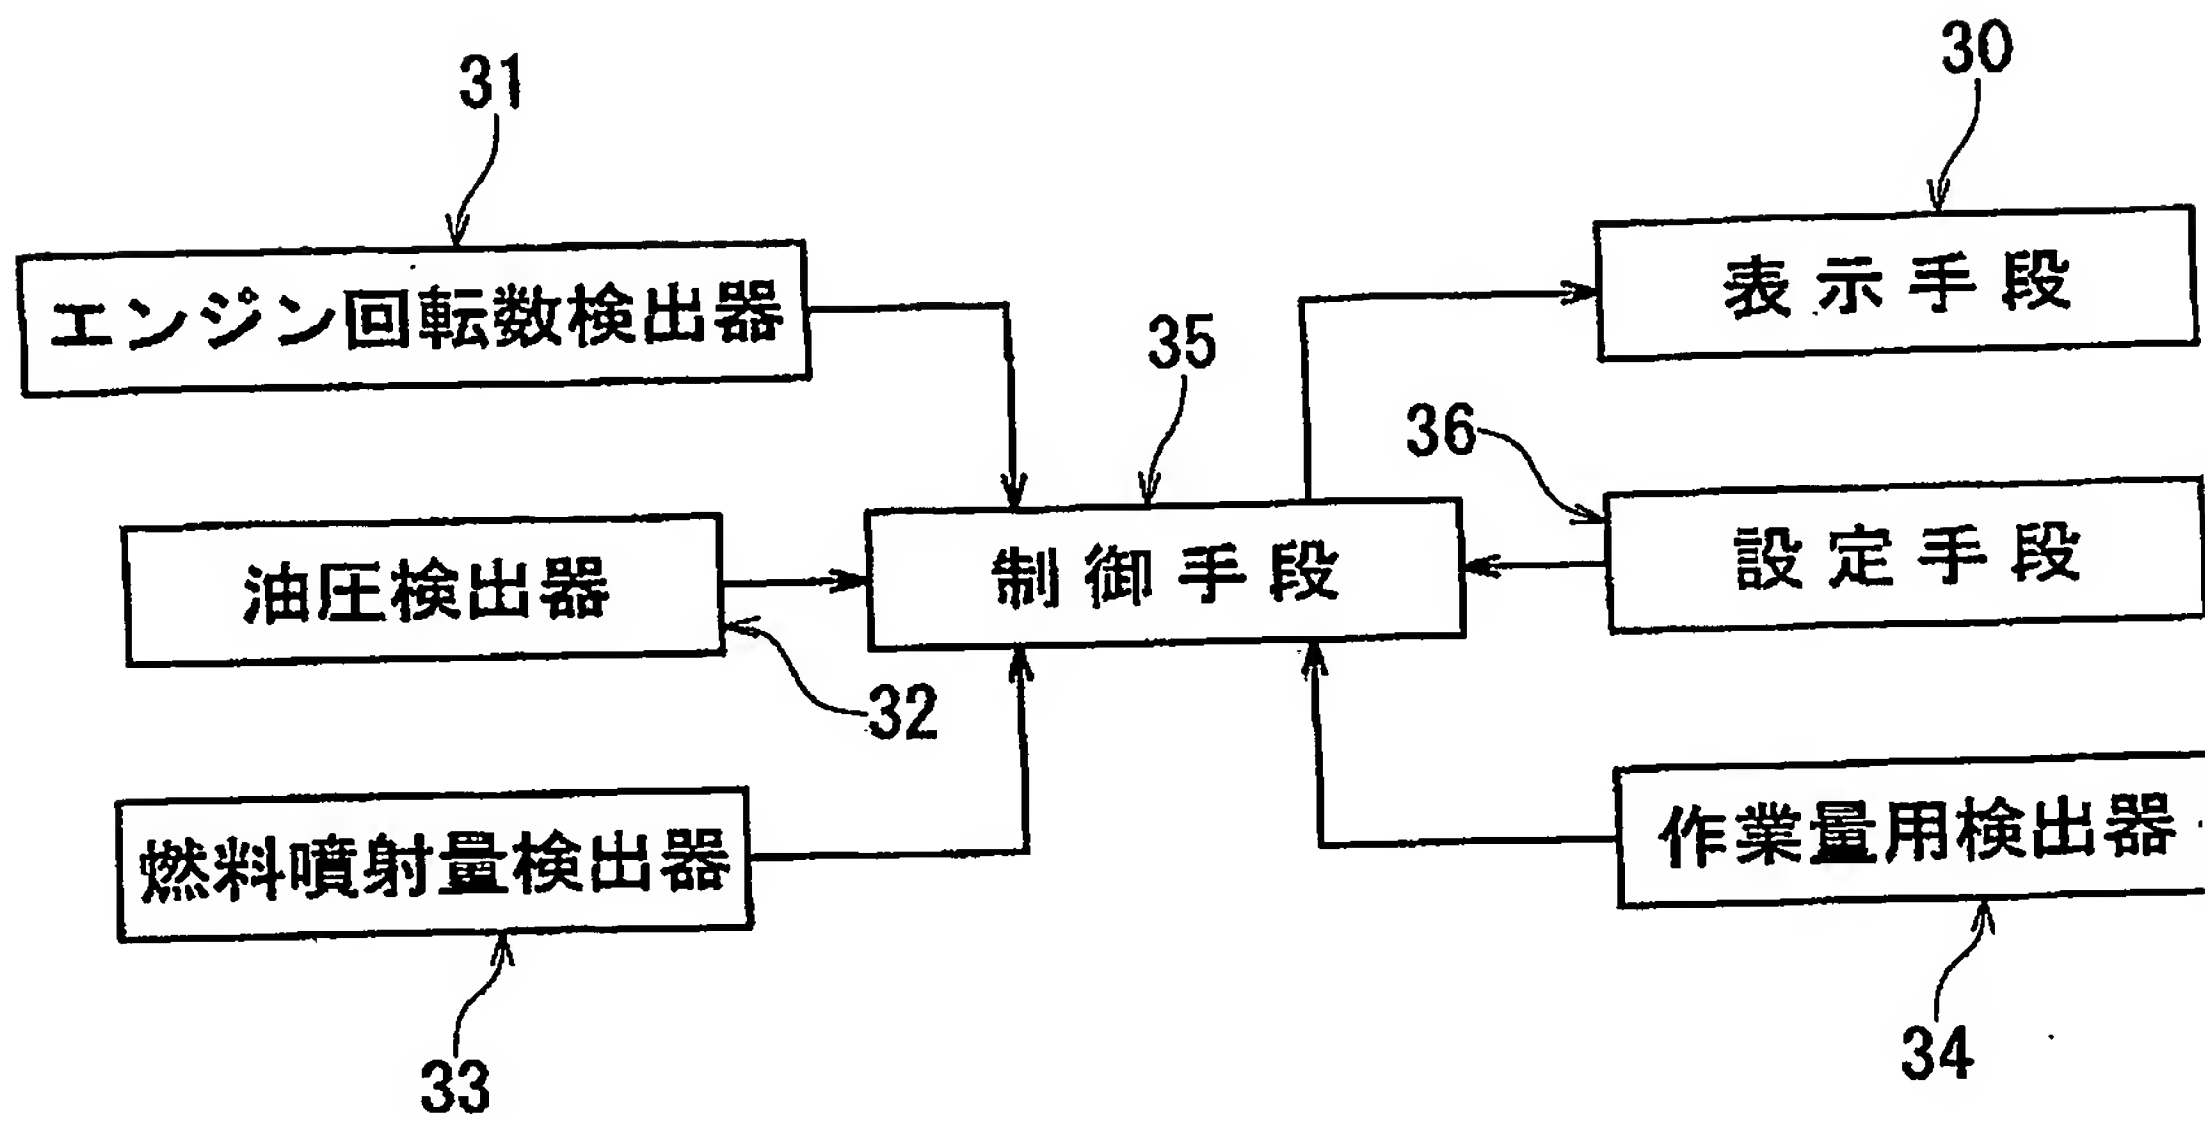 31
30
エンジン回転数検出器
表示手段
35
36
油圧検出器
制御手段
設定手段
32
燃料噴射量検出器
作業量用検出器
33
34